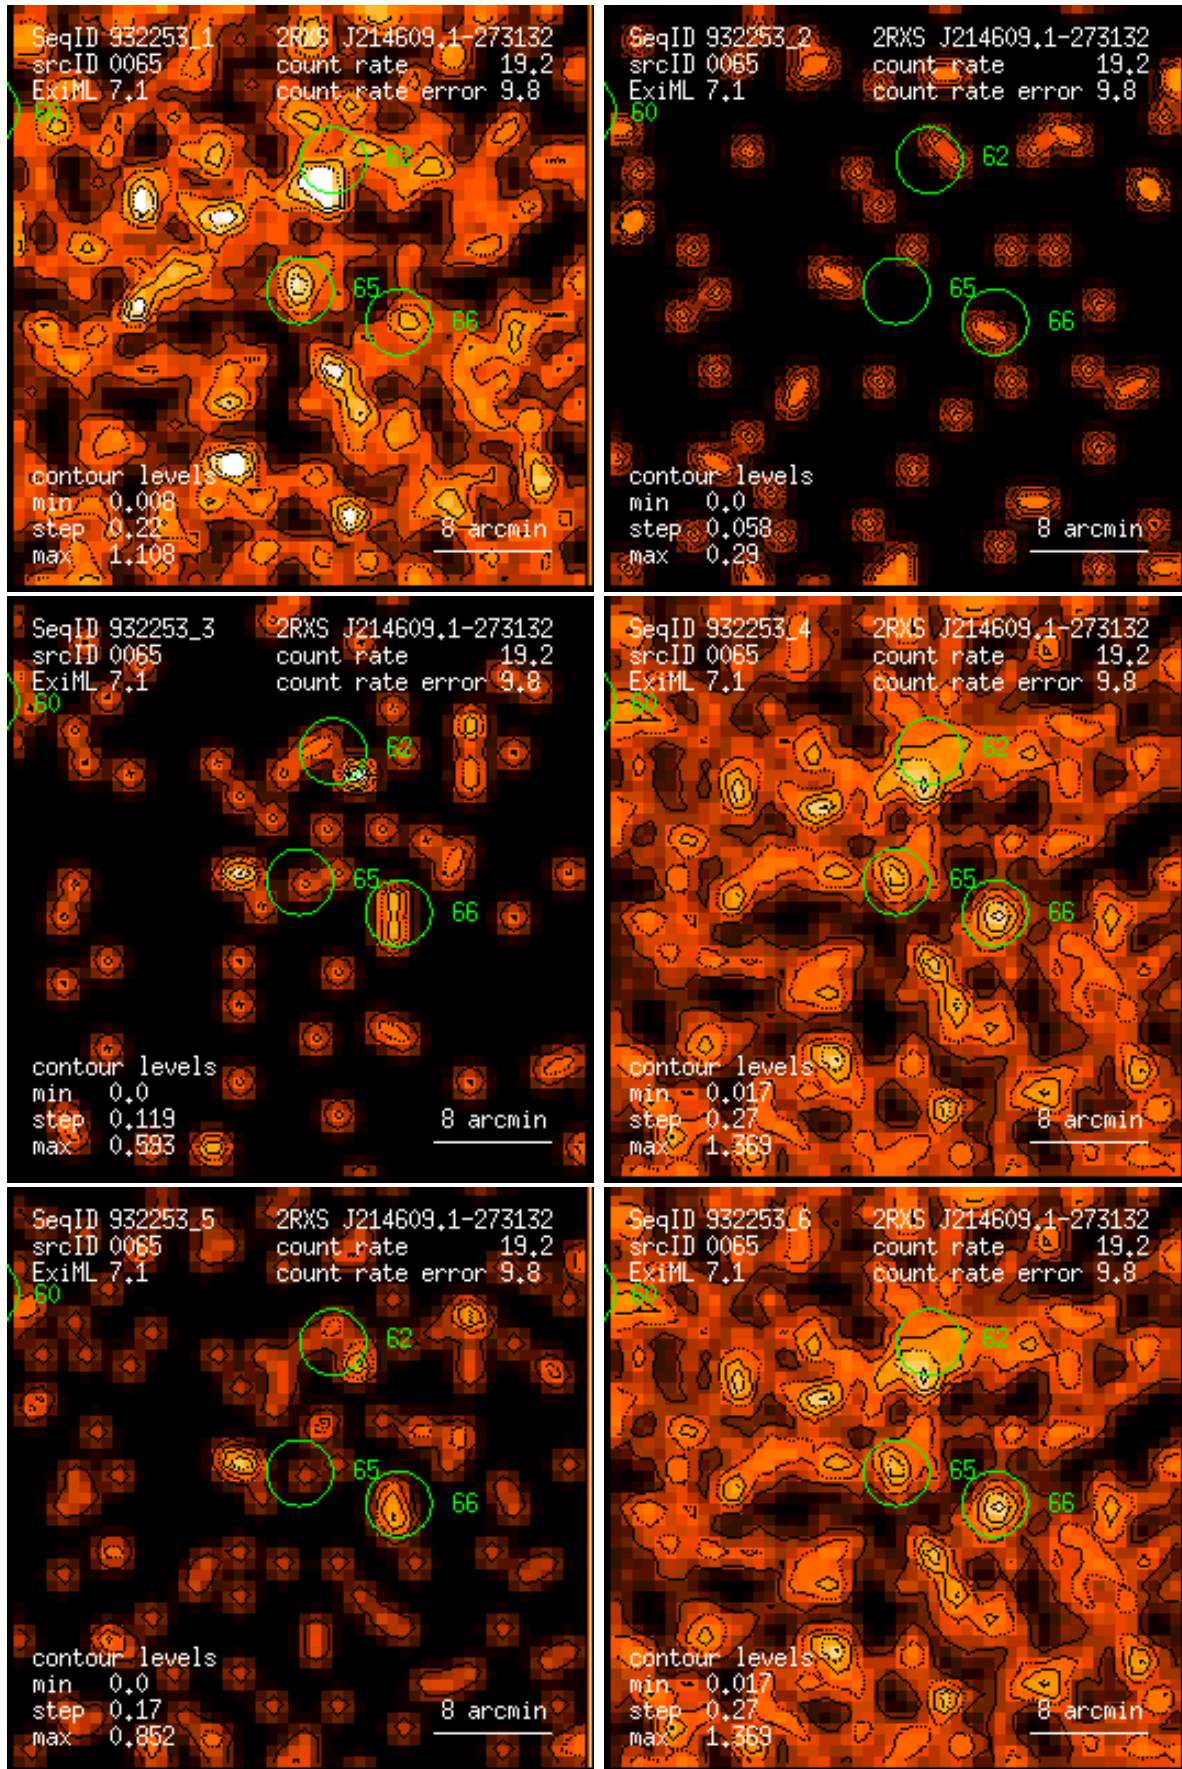 SeqID 932253_1 2RXS J214609.1-273132
srcID 0065 count rate 19.2
ExiML 7.1 count rate error 9.8
60
62
65
66
contour levels
min 0.008
step 0.22
max 1.108
8 arcmin
SeqID 932253_2 2RXS J214609.1-273132
srcID 0065 count rate 19.2
ExiML 7.1 count rate error 9.8
60
62
65
66
contour levels
min 0.0
step 0.058
max 0.29
8 arcmin
SeqID 932253_3 2RXS J214609.1-273132
srcID 0065 count rate 19.2
ExiML 7.1 count rate error 9.8
60
62
65
66
contour levels
min 0.0
step 0.119
max 0.593
8 arcmin
SeqID 932253_4 2RXS J214609.1-273132
srcID 0065 count rate 19.2
ExiML 7.1 count rate error 9.8
60
62
65
66
contour levels
min 0.017
step 0.27
max 1.369
8 arcmin
SeqID 932253_5 2RXS J214609.1-273132
srcID 0065 count rate 19.2
ExiML 7.1 count rate error 9.8
60
62
65
66
contour levels
min 0.0
step 0.17
max 0.852
8 arcmin
SeqID 932253_6 2RXS J214609.1-273132
srcID 0065 count rate 19.2
ExiML 7.1 count rate error 9.8
60
62
65
66
contour levels
min 0.017
step 0.27
max 1.369
8 arcmin